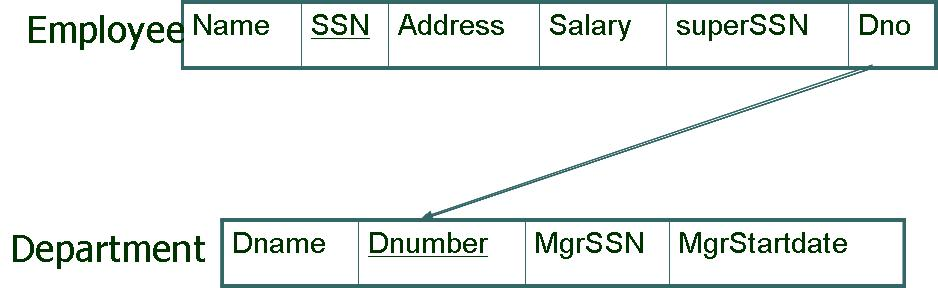 Employee Name SSN Address Salary superSSN Dno
Department Dname Dnumber MgrSSN MgrStartdate